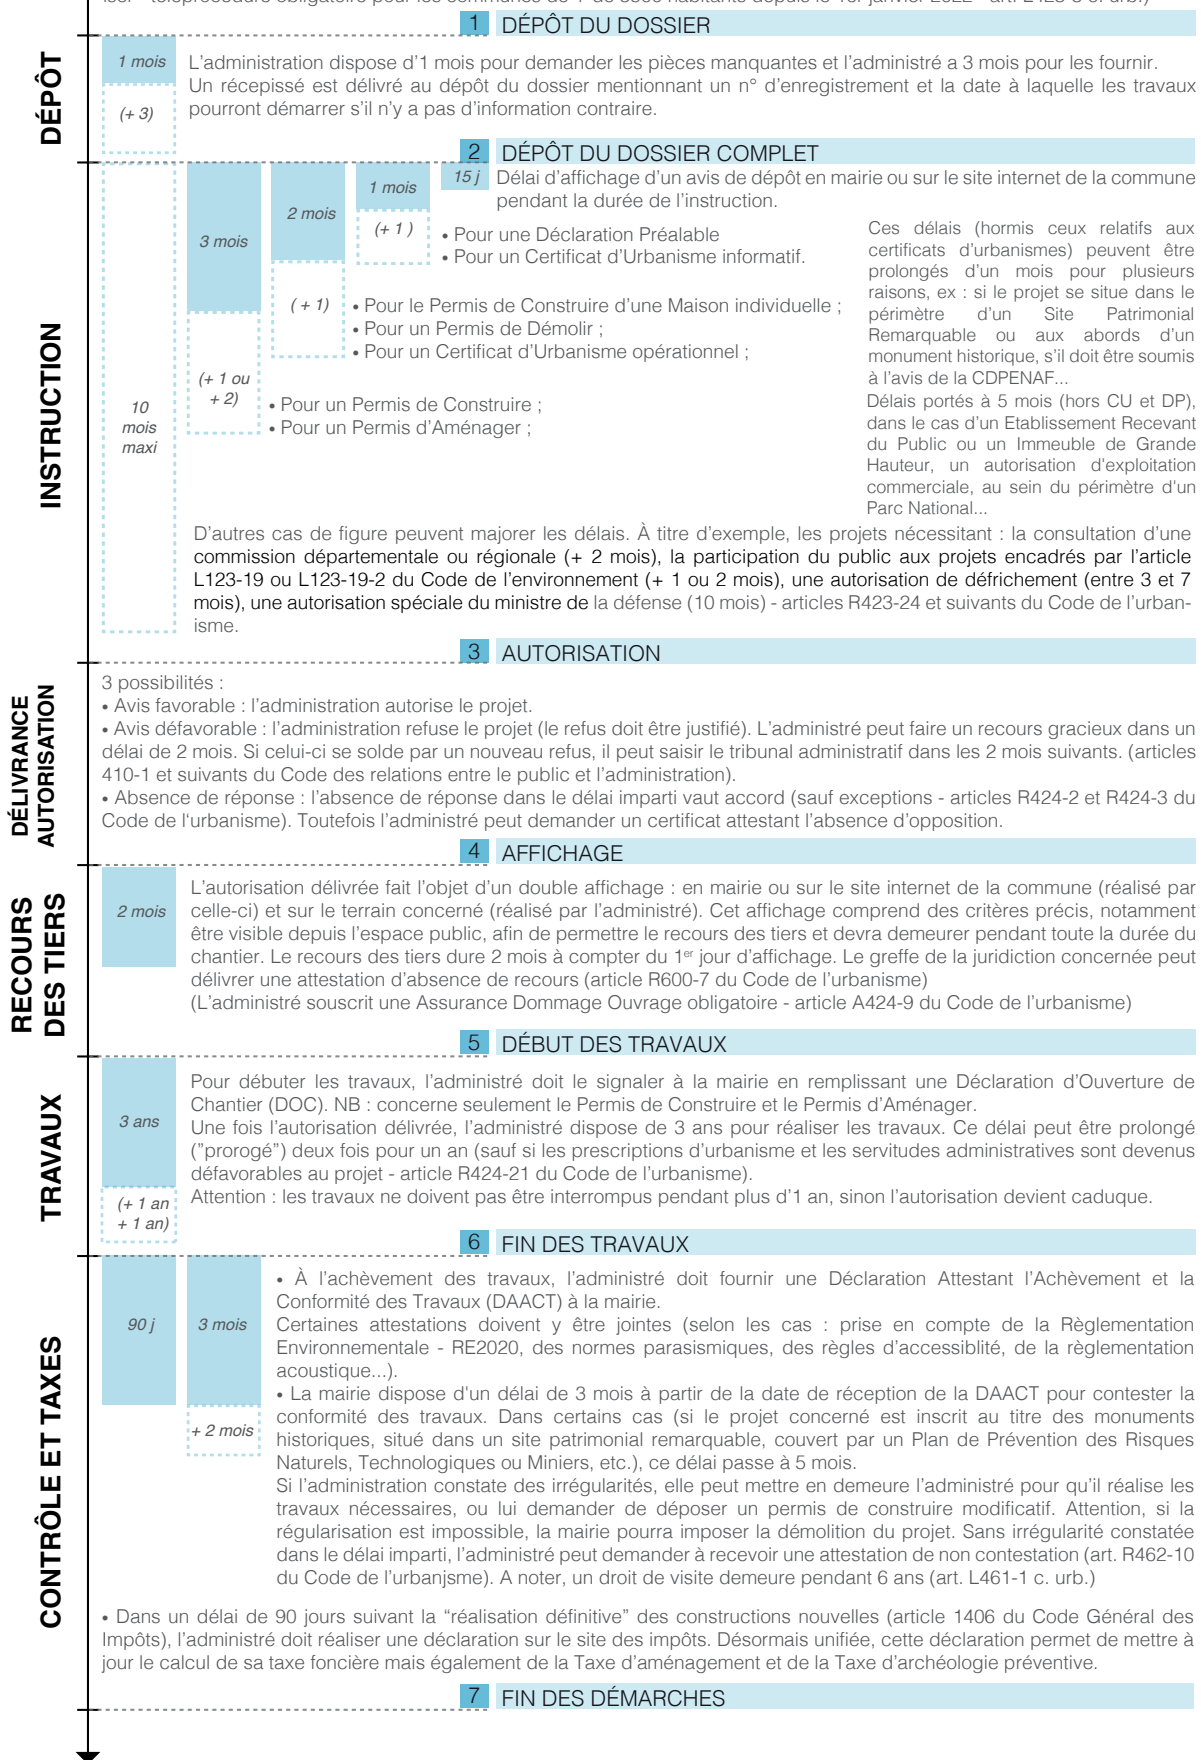 1 DÉPÔT DU DOSSIER
DÉPÔT
1 mois
(+ 3)
L’administration dispose d’1 mois pour demander les pièces manquantes et l’administré a 3 mois pour les fournir.
Un récepissé est délivré au dépôt du dossier mentionnant un n° d’enregistrement et la date à laquelle les travaux
pourront démarrer s’il n’y a pas d’information contraire.
2 DÉPÔT DU DOSSIER COMPLET
INSTRUCTION
10
mois
maxi
3 mois
(+ 1 ou
+ 2)
2 mois
( + 1)
1 mois
(+ 1 )
15 j
Délai d’affichage d’un avis de dépôt en mairie ou sur le site internet de la commune
pendant la durée de l’instruction.
• Pour une Déclaration Préalable
• Pour un Certificat d’Urbanisme informatif.
• Pour le Permis de Construire d’une Maison individuelle ;
• Pour un Permis de Démolir ;
• Pour un Certificat d’Urbanisme opérationnel ;
• Pour un Permis de Construire ;
• Pour un Permis d’Aménager ;
Ces délais (hormis ceux relatifs aux
certificats d’urbanismes) peuvent être
prolongés d’un mois pour plusieurs
raisons, ex : si le projet se situe dans le
périmètre d’un Site Patrimonial
Remarquable ou aux abords d’un
monument historique, s’il doit être soumis
à l’avis de la CDPENAF...
Délais portés à 5 mois (hors CU et DP),
dans le cas d’un Etablissement Recevant
du Public ou un Immeuble de Grande
Hauteur, un autorisation d'exploitation
commerciale, au sein du périmètre d'un
Parc National...
D’autres cas de figure peuvent majorer les délais. À titre d’exemple, les projets nécessitant : la consultation d’une
commission départementale ou régionale (+ 2 mois), la participation du public aux projets encadrés par l’article
L123-19 ou L123-19-2 du Code de l’environnement (+ 1 ou 2 mois), une autorisation de défrichement (entre 3 et 7
mois), une autorisation spéciale du ministre de la défense (10 mois) - articles R423-24 et suivants du Code de l’urban-
isme.
3 AUTORISATION
DÉLIVRANCE
AUTORISATION
3 possibilités :
• Avis favorable : l’administration autorise le projet.
• Avis défavorable : l’administration refuse le projet (le refus doit être justifié). L’administré peut faire un recours gracieux dans un
délai de 2 mois. Si celui-ci se solde par un nouveau refus, il peut saisir le tribunal administratif dans les 2 mois suivants. (articles
410-1 et suivants du Code des relations entre le public et l’administration).
• Absence de réponse : l’absence de réponse dans le délai imparti vaut accord (sauf exceptions - articles R424-2 et R424-3 du
Code de l‘urbanisme). Toutefois l’administré peut demander un certificat attestant l’absence d’opposition.
4 AFFICHAGE
RECOURS
DES TIERS
2 mois
L’autorisation délivrée fait l’objet d’un double affichage : en mairie ou sur le site internet de la commune (réalisé par
celle-ci) et sur le terrain concerné (réalisé par l’administré). Cet affichage comprend des critères précis, notamment
être visible depuis l’espace public, afin de permettre le recours des tiers et devra demeurer pendant toute la durée du
chantier. Le recours des tiers dure 2 mois à compter du 1er jour d’affichage. Le greffe de la juridiction concernée peut
délivrer une attestation d’absence de recours (article R600-7 du Code de l’urbanisme)
(L’administré souscrit une Assurance Dommage Ouvrage obligatoire - article A424-9 du Code de l’urbanisme)
5 DÉBUT DES TRAVAUX
TRAVAUX
3 ans
(+ 1 an
+ 1 an)
Pour débuter les travaux, l’administré doit le signaler à la mairie en remplissant une Déclaration d’Ouverture de
Chantier (DOC). NB : concerne seulement le Permis de Construire et le Permis d’Aménager.
Une fois l’autorisation délivrée, l’administré dispose de 3 ans pour réaliser les travaux. Ce délai peut être prolongé
(”prorogé”) deux fois pour un an (sauf si les prescriptions d’urbanisme et les servitudes administratives sont devenus
défavorables au projet - article R424-21 du Code de l’urbanisme).
Attention : les travaux ne doivent pas être interrompus pendant plus d’1 an, sinon l’autorisation devient caduque.
6 FIN DES TRAVAUX
CONTRÔLE ET TAXES
90 j
3 mois
+ 2 mois
• À l’achèvement des travaux, l’administré doit fournir une Déclaration Attestant l’Achèvement et la
Conformité des Travaux (DAACT) à la mairie.
Certaines attestations doivent y être jointes (selon les cas : prise en compte de la Règlementation
Environnementale - RE2020, des normes parasismiques, des règles d’accessiblité, de la règlementation
acoustique...).
• La mairie dispose d'un délai de 3 mois à partir de la date de réception de la DAACT pour contester la
conformité des travaux. Dans certains cas (si le projet concerné est inscrit au titre des monuments
historiques, situé dans un site patrimonial remarquable, couvert par un Plan de Prévention des Risques
Naturels, Technologiques ou Miniers, etc.), ce délai passe à 5 mois.
Si l’administration constate des irrégularités, elle peut mettre en demeure l’administré pour qu’il réalise les
travaux nécessaires, ou lui demander de déposer un permis de construire modificatif. Attention, si la
régularisation est impossible, la mairie pourra imposer la démolition du projet. Sans irrégularité constatée
dans le délai imparti, l’administré peut demander à recevoir une attestation de non contestation (art. R462-10
du Code de l’urbanjsme). A noter, un droit de visite demeure pendant 6 ans (art. L461-1 c. urb.)
• Dans un délai de 90 jours suivant la “réalisation définitive” des constructions nouvelles (article 1406 du Code Général des
Impôts), l’administré doit réaliser une déclaration sur le site des impôts. Désormais unifiée, cette déclaration permet de mettre à
jour le calcul de sa taxe foncière mais également de la Taxe d’aménagement et de la Taxe d’archéologie préventive.
7 FIN DES DÉMARCHES